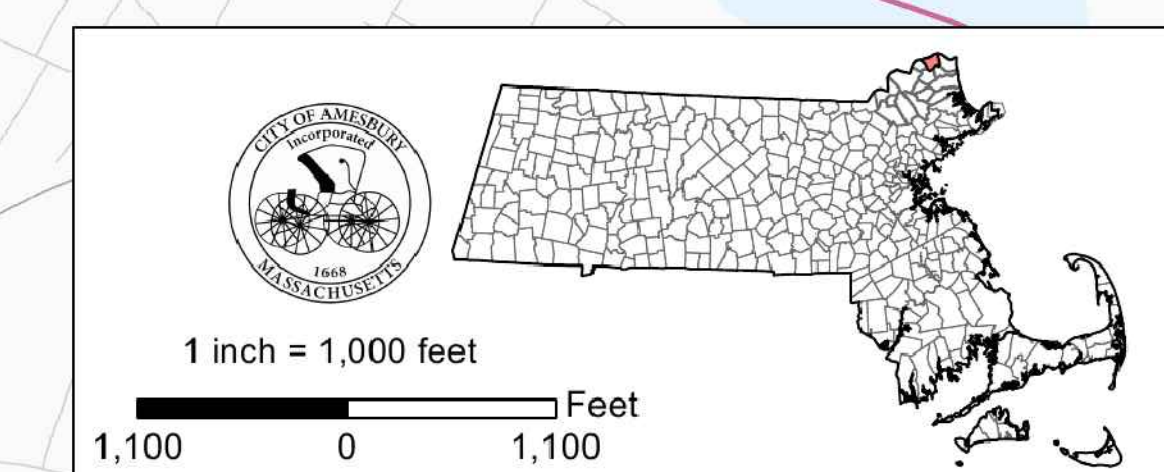 CITY OF AMESBURY
Incorporated
1668
MASSACHUSETTS
1 inch = 1,000 feet
Feet
1,100 0 1,100